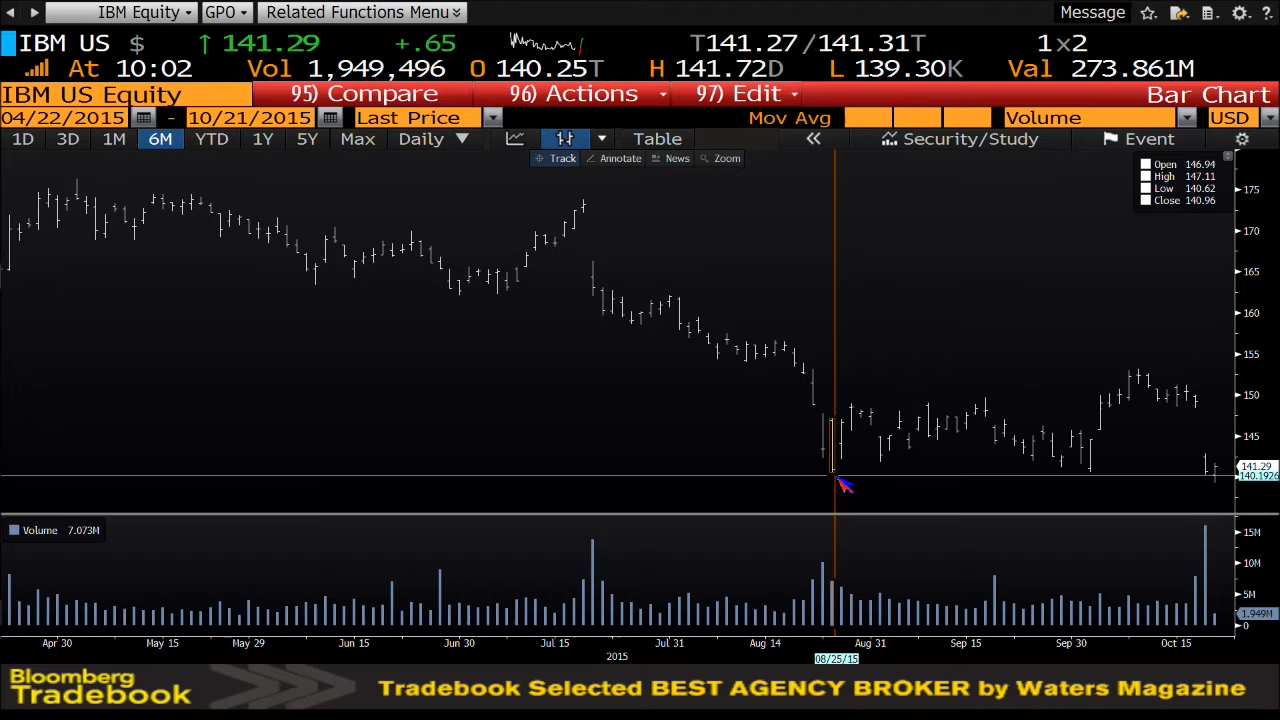 IBM Equity GPO Related Functions Menu Message ?
IBM US $ ↑ 141.29 +.65 T141.27/141.31T 1x2
At 10:02 Vol 1,949,496 O 140.25T H 141.72D L 139.30K Val 273.861M
IBM US Equity 95) Compare 96) Actions 97) Edit Bar Chart
04/22/2015 - 10/21/2015 Last Price Mov Avg Volume USD
1D 3D 1M 6M YTD 1Y 5Y Max Daily Table Security/Study Event
Track Annotate News Zoom
Open 146.94
High 147.11
Low 140.62
Close 140.96
175
170
165
160
155
150
145
141.29
140.1926
Volume 7.073M
15M
10M
5M
1.949M
0
Apr 30 May 15 May 29 Jun 15 Jun 30 Jul 15 Jul 31 Aug 14 Aug 31 Sep 15 Sep 30 Oct 15
2015 08/25/15
Bloomberg
Tradebook
Tradebook Selected BEST AGENCY BROKER by Waters Magazine